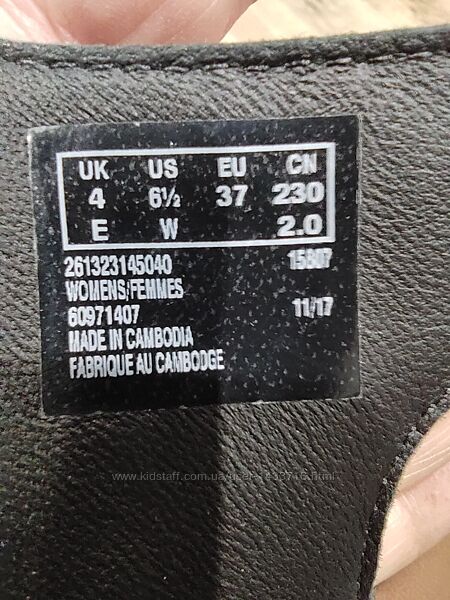 UK US EU CN
4 6½ 37 230
E W 2.0
261323145040 15807
WOMENS/FEMMES
60971407 11/17
MADE IN CAMBODIA
FABRIQUE AU CAMBODGE